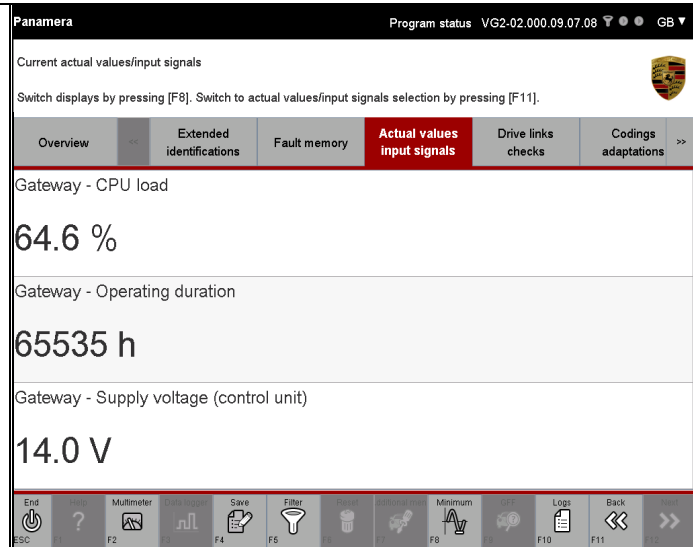 Panamera Program status VG2-02.000.09.07.08 GB
Current actual values/input signals
Switch displays by pressing [F8]. Switch to actual values/input signals selection by pressing [F11].
Overview << Extended identifications Fault memory Actual values input signals Drive links checks Codings adaptations >>
Gateway - CPU load
64.6 %
Gateway - Operating duration
65535 h
Gateway - Supply voltage (control unit)
14.0 V
End Help Multimeter Data logger Save Filter Reset Minimum GFF Logs Back Next
ESC F1 F2 F3 F4 F5 F6 F7 F8 F9 F10 F11 F12